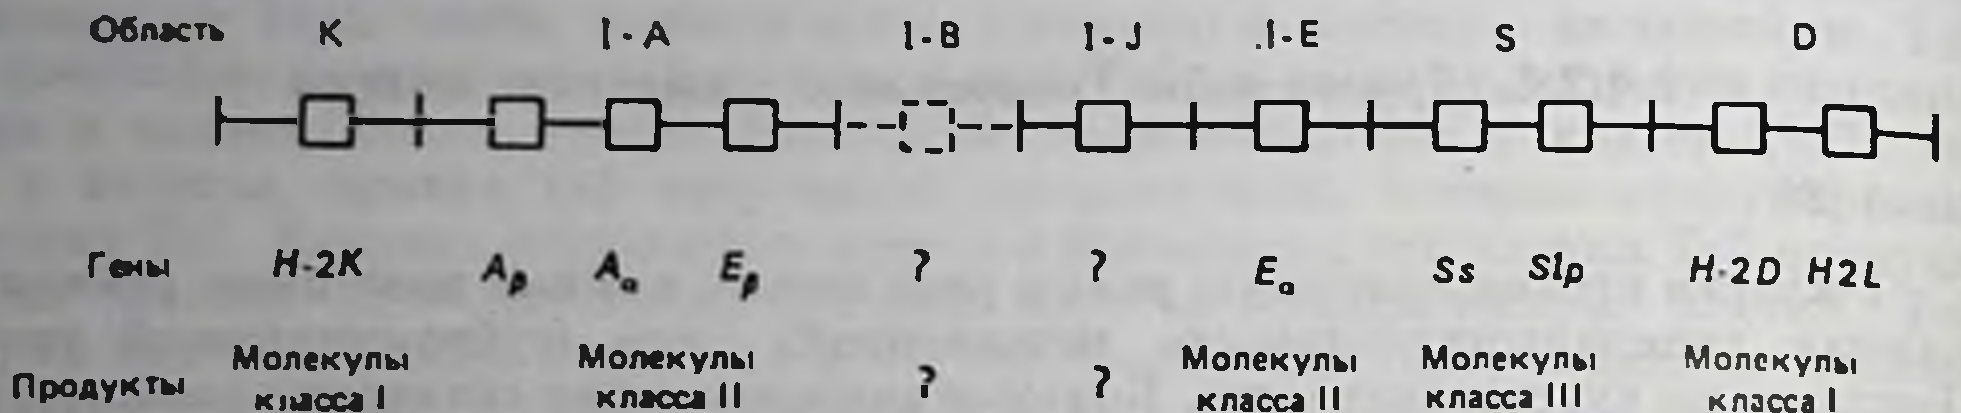 Область K I - A I - B I - J I - E S D
Гены H-2K Aβ Aα Eβ ? ? Eα Ss Slp H-2D H2L
Молекулы Молекулы Молекулы Молекулы Молекулы
Продукты класса I класса II ? ? класса II класса III класса I